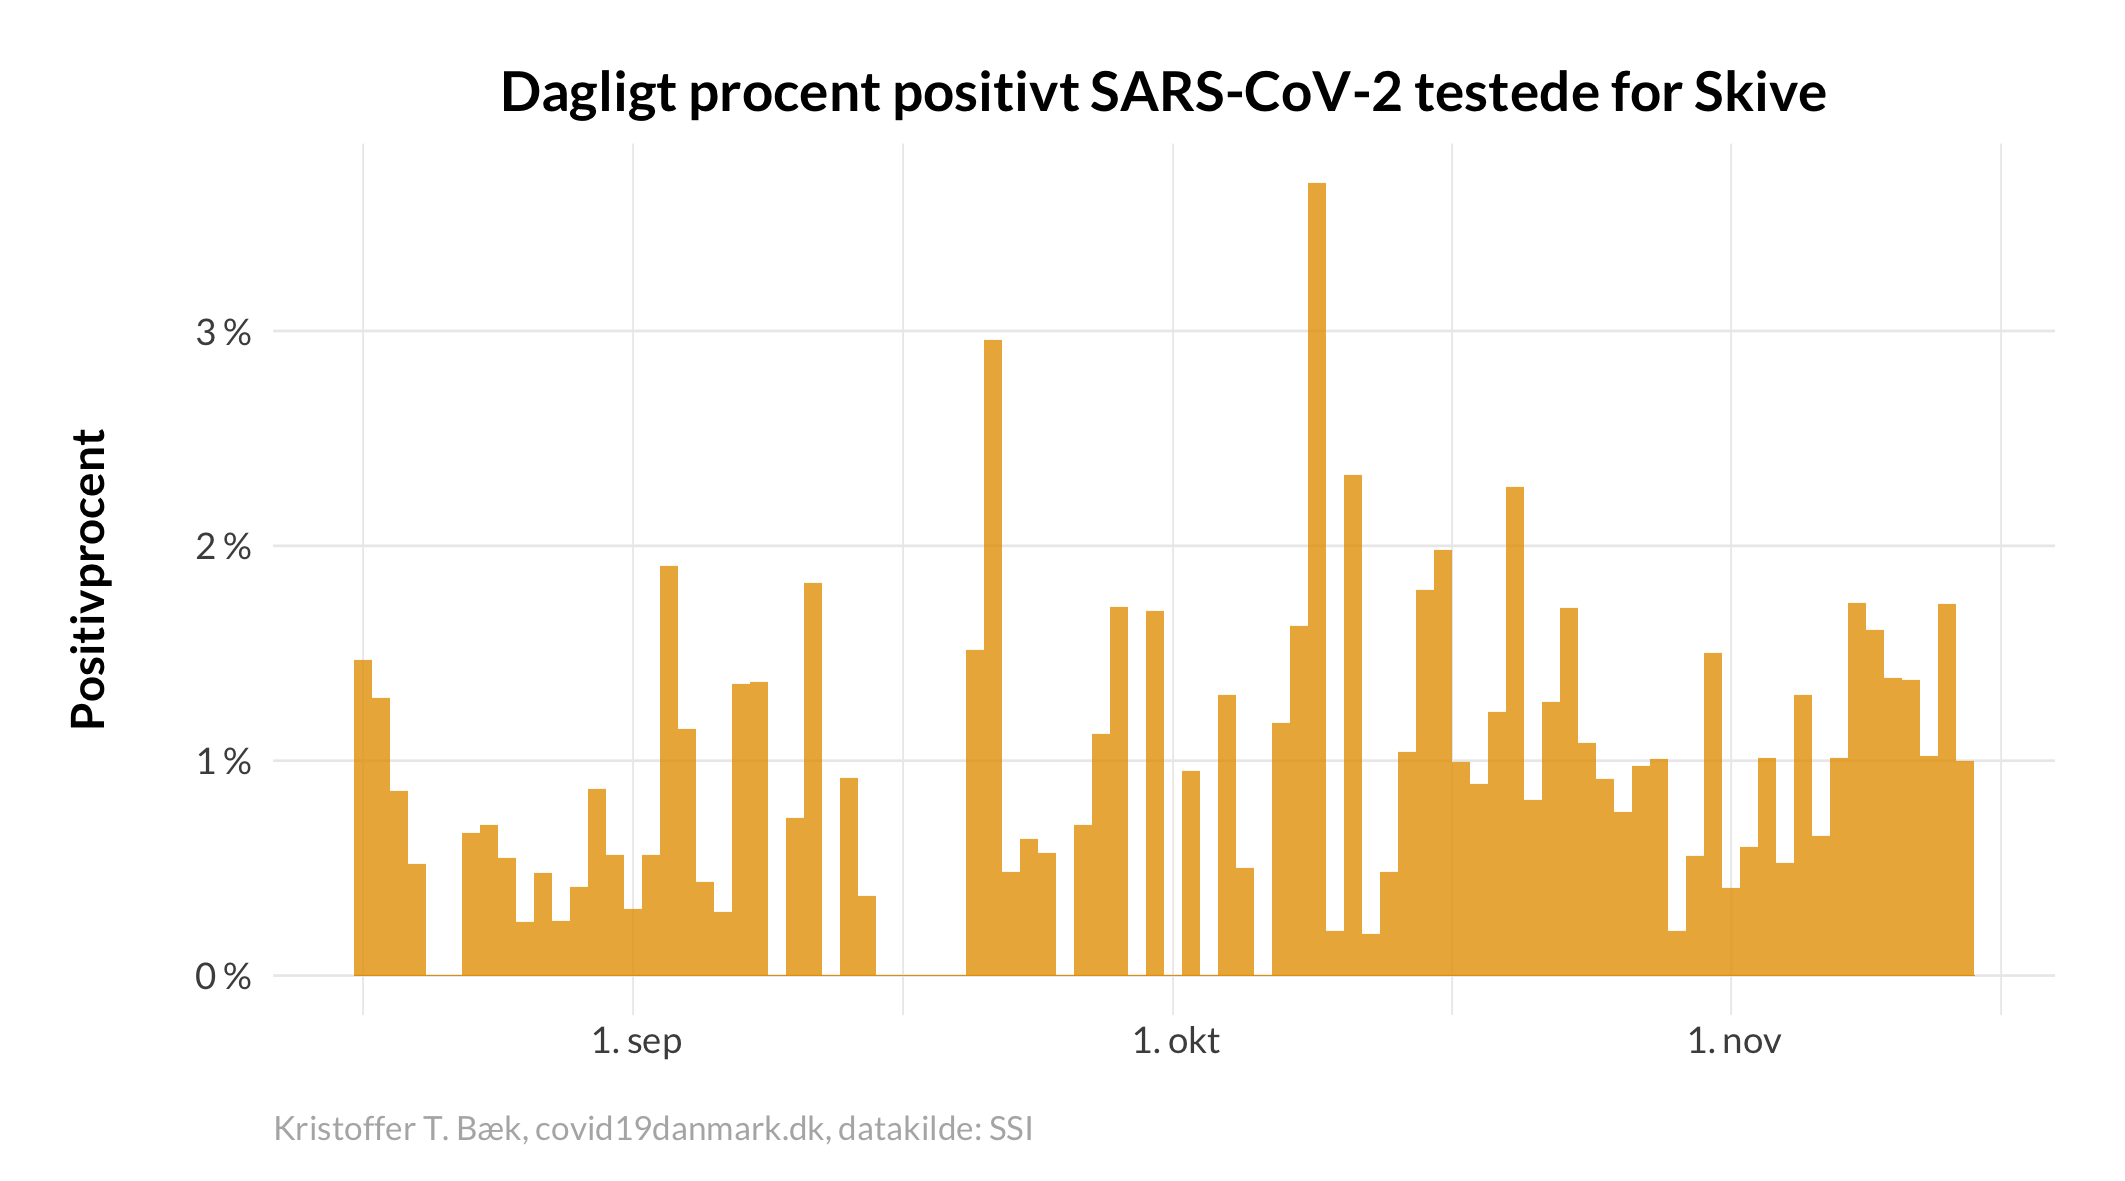 Dagligt procent positivt SARS-CoV-2 testede for Skive
Positivprocent
3 %
2 %
1 %
0 %
1. sep
1. okt
1. nov
Kristoffer T. Bæk, covid19danmark.dk, datakilde: SSI